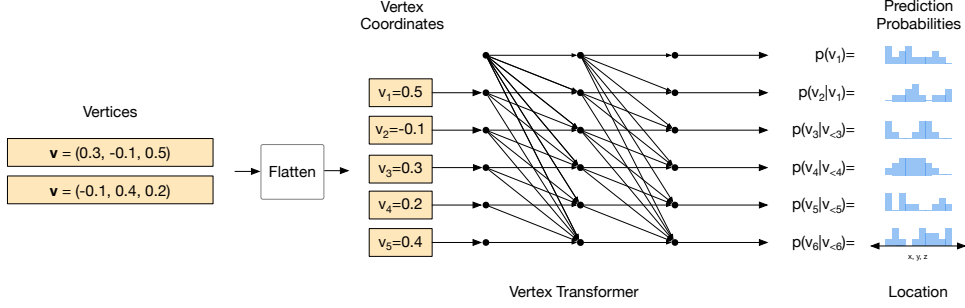 Vertex
Coordinates
Prediction
Probabilities
Vertices
v = (0.3, -0.1, 0.5)
v = (-0.1, 0.4, 0.2)
Flatten
v₁=0.5
v₂=-0.1
v₃=0.3
v₄=0.2
v₅=0.4
p(v₁)=
p(v₂|v₁)=
p(v₃|v<₃)=
p(v₄|v<₄)=
p(v₅|v<₅)=
p(v₆|v<₆)=
x, y, z
Vertex Transformer
Location